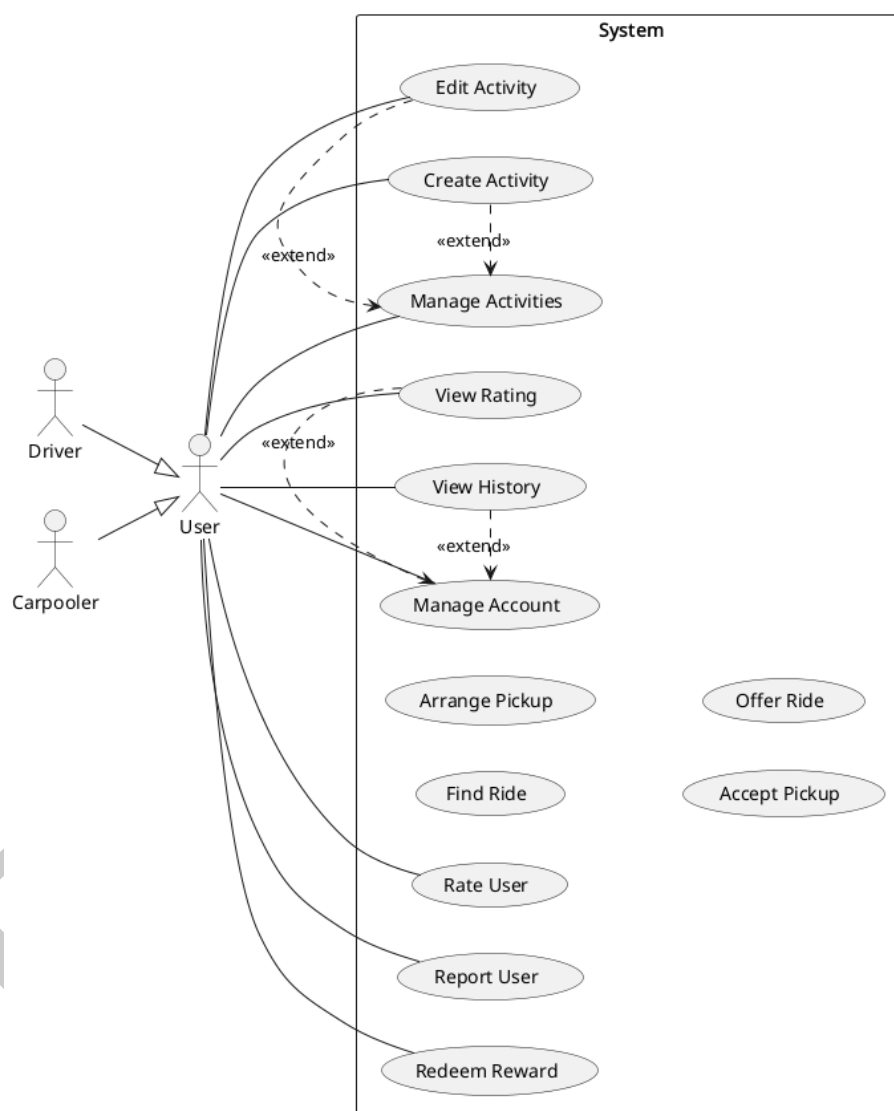 System
Edit Activity
Create Activity
«extend»
«extend»
Manage Activities
View Rating
«extend»
Driver
View History
User
«extend»
Carpooler
Manage Account
Arrange Pickup
Offer Ride
Find Ride
Accept Pickup
Rate User
Report User
Redeem Reward